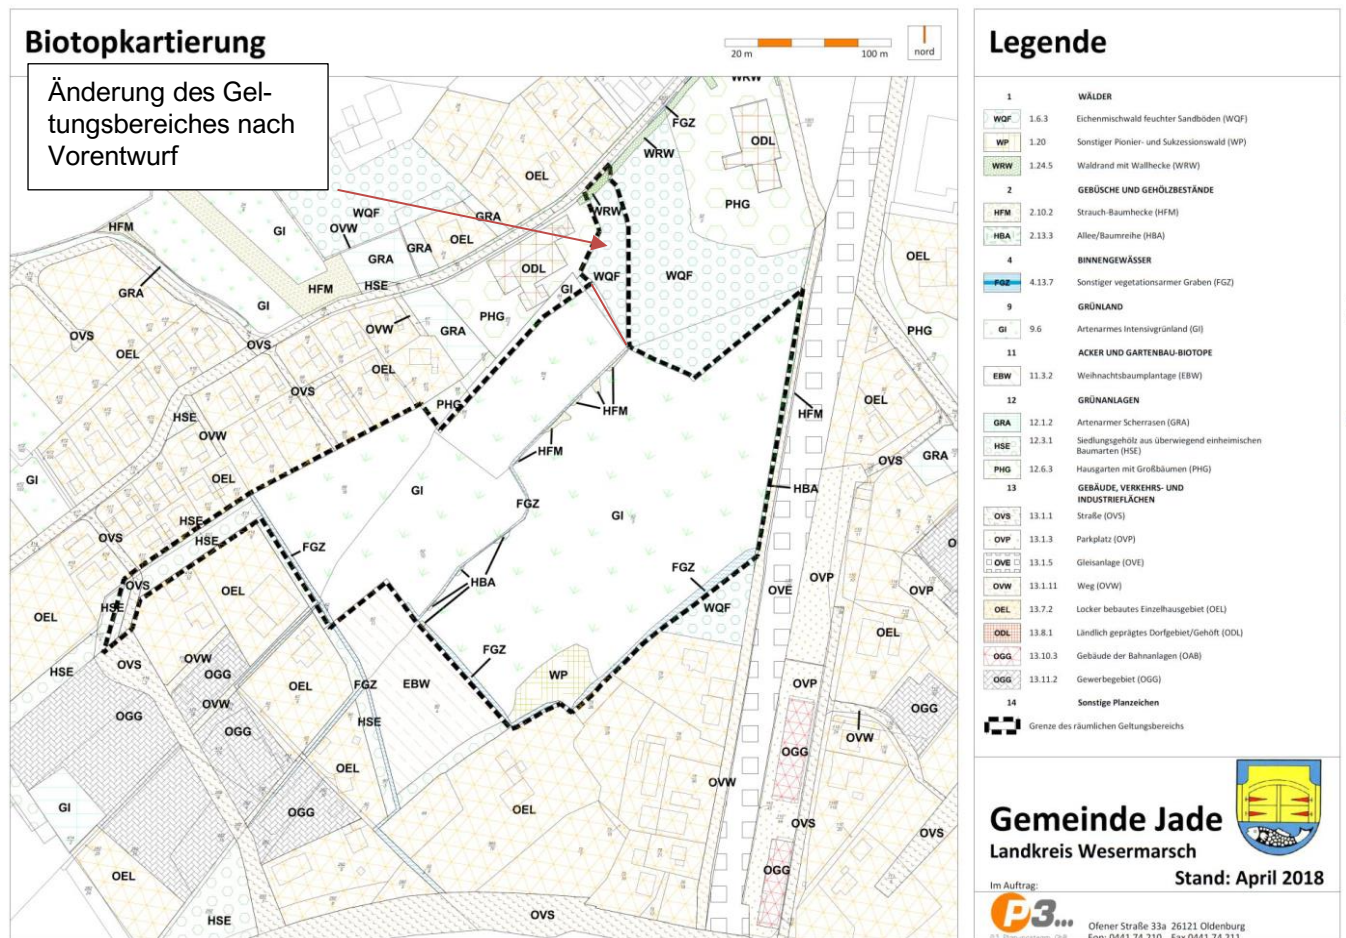 Biotopkartierung
20 m
100 m
nord
Änderung des Gel-
tungsbereiches nach
Vorentwurf
WRW
FGZ
ODL
WRW
OEL
PHG
WQF
OVW
GRA
WRW
HFM
GI
GRA
OEL
GRA
OEL
ODL
WQF
WQF
GRA
HFM
HSE
GI
GI
PHG
OVW
GRA
OVS
OEL
OVS
PHG
OEL
OVS
PHG
HFM
HFM
OEL
HSE
OVW
HFM
OVS
GRA
GI
OEL
GI
HBA
FGZ
GI
HSE
OVS
HSE
FGZ
FGZ
OVP
HBA
OVS
OEL
OVE
OVP
HSE
WQF
OEL
OEL
HSE
OVS
OVW
OGG
FGZ
OEL
FGZ
EBW
WP
OVP
OVW
OGG
HSE
OGG
OGG
OVW
OGG
OEL
OVW
GI
OGG
OEL
OVS
OVS
OEL
OGG
HSE
OVS
Legende
1 WÄLDER
WQF 1.6.3 Eichenmischwald feuchter Sandböden (WQF)
WP 1.20 Sonstiger Pionier- und Sukzessionswald (WP)
WRW 1.24.5 Waldrand mit Wallhecke (WRW)
2 GEBÜSCHE UND GEHÖLZBESTÄNDE
HFM 2.10.2 Strauch-Baumhecke (HFM)
HBA 2.13.3 Allee/Baumreihe (HBA)
4 BINNENGEWÄSSER
FGZ 4.13.7 Sonstiger vegetationsarmer Graben (FGZ)
9 GRÜNLAND
GI 9.6 Artenarmes Intensivgrünland (GI)
11 ACKER UND GARTENBAU-BIOTOPE
EBW 11.3.2 Weihnachtsbaumplantage (EBW)
12 GRÜNANLAGEN
GRA 12.1.2 Artenarmer Scherrasen (GRA)
HSE 12.3.1 Siedlungsgehölz aus überwiegend einheimischen
Baumarten (HSE)
PHG 12.6.3 Hausgarten mit Großbäumen (PHG)
13 GEBÄUDE, VERKEHRS- UND
INDUSTRIEFLÄCHEN
OVS 13.1.1 Straße (OVS)
OVP 13.1.3 Parkplatz (OVP)
OVE 13.1.5 Gleisanlage (OVE)
OVW 13.1.11 Weg (OVW)
OEL 13.7.2 Locker bebautes Einzelhausgebiet (OEL)
ODL 13.8.1 Ländlich geprägtes Dorfgebiet/Gehöft (ODL)
OGG 13.10.3 Gebäude der Bahnanlagen (OAB)
OGG 13.11.2 Gewerbegebiet (OGG)
14 Sonstige Planzeichen
Grenze des räumlichen Geltungsbereichs
Gemeinde Jade
Landkreis Wesermarsch
Stand: April 2018
Im Auftrag:
P3...
Ofener Straße 33a 26121 Oldenburg
Fon: 0441 74 210 Fax 0441 74 211